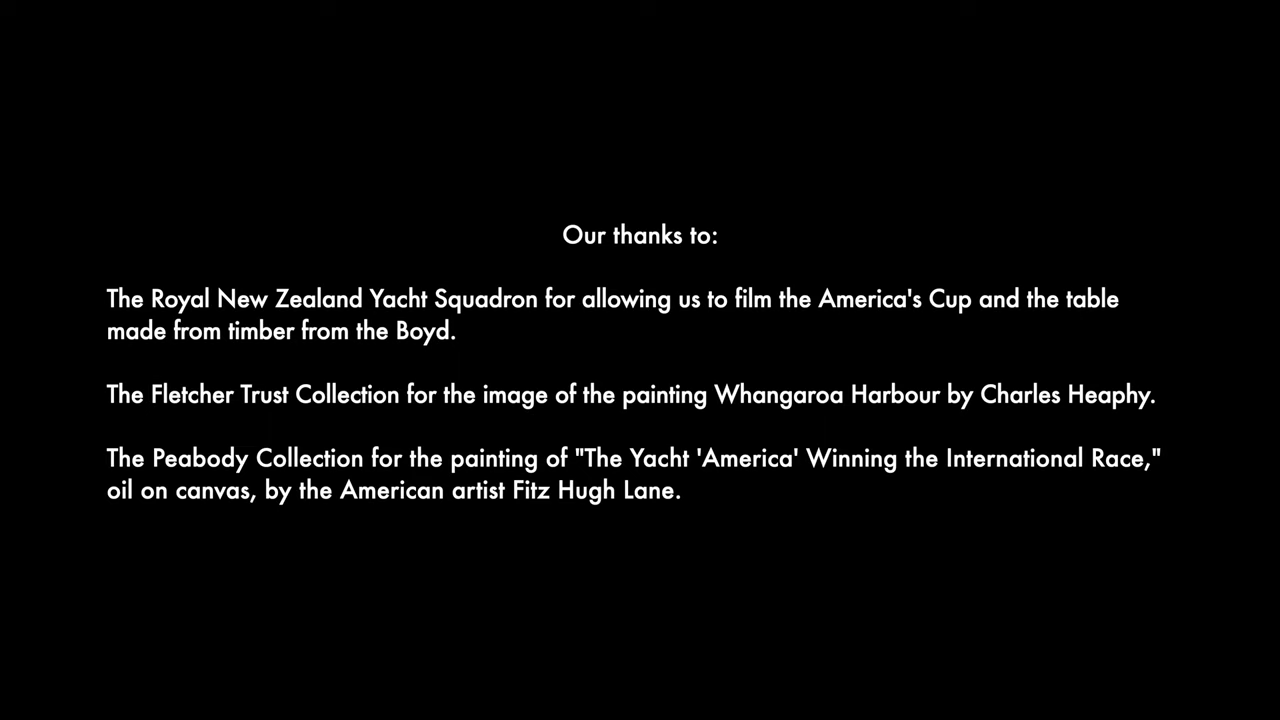 Our thanks to:
The Royal New Zealand Yacht Squadron for allowing us to film the America's Cup and the table
made from timber from the Boyd.
The Fletcher Trust Collection for the image of the painting Whangaroa Harbour by Charles Heaphy.
The Peabody Collection for the painting of "The Yacht 'America' Winning the International Race,"
oil on canvas, by the American artist Fitz Hugh Lane.